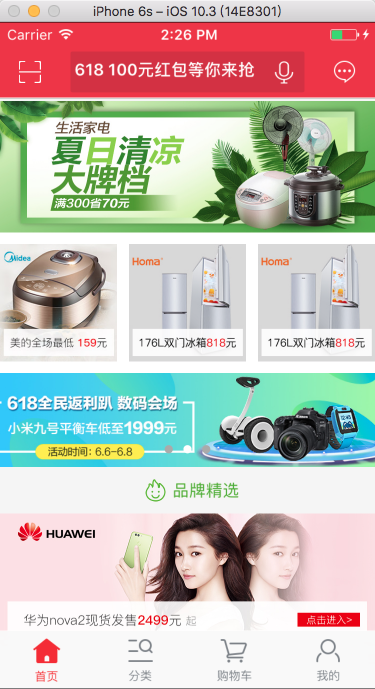 iPhone 6s – iOS 10.3 (14E8301)
Carrier 2:26 PM
618 100元红包等你来抢
生活家电
夏日清凉
大牌档
满300省70元
Midea
Homa
Homa
美的全场最低 159元
176L双门冰箱818元
176L双门冰箱818元
618全民返利趴 数码会场
小米九号平衡车低至1999元
活动时间：6.6–6.8
品牌精选
HUAWEI
华为nova2现货发售2499元 起
点击进入>
首页
分类
购物车
我的